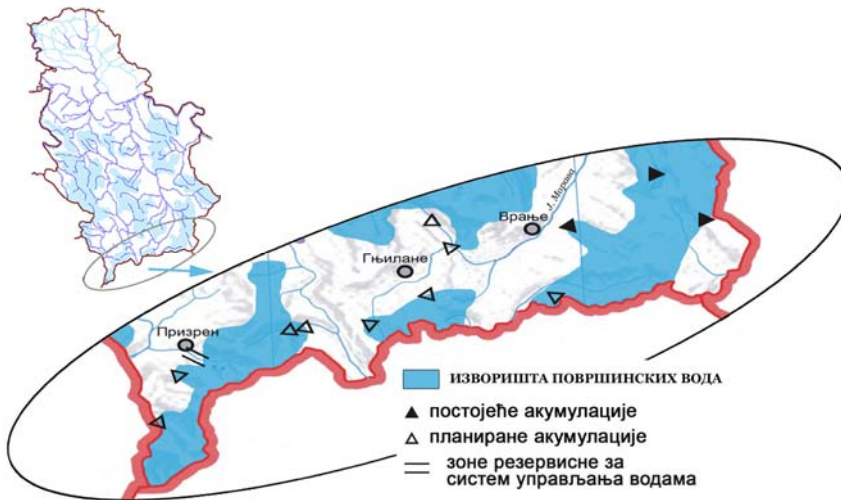 J. Морава
Врање
Гњилане
Призрен
ИЗВОРИШТА ПОВРШИНСКИХ ВОДА
постојеће акумулације
планиране акумулације
зоне резервисне за
систем управљања водама